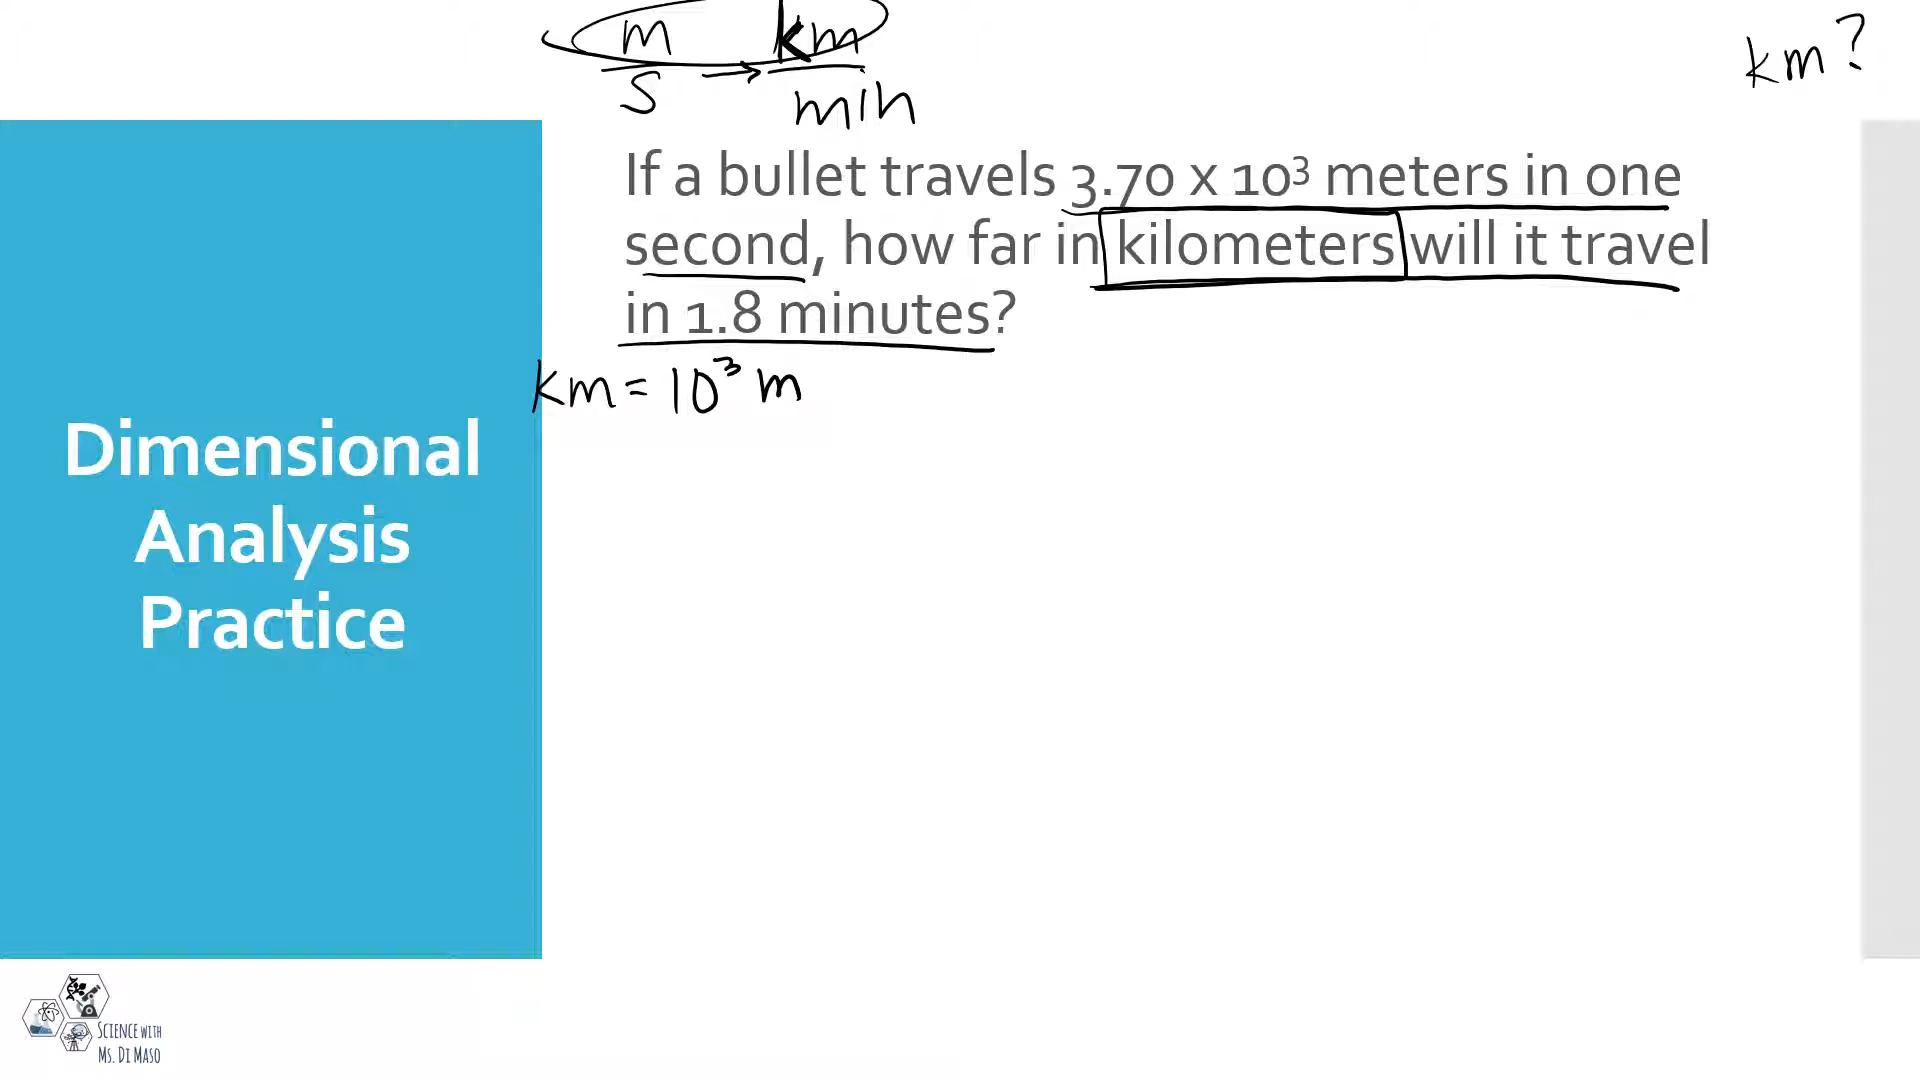 m km
s → min
km?
If a bullet travels 3.70 x 10³ meters in one
second, how far in kilometers will it travel
in 1.8 minutes?
km = 10³ m
Dimensional
Analysis
Practice
SCIENCE WITH
MS. DI MASO